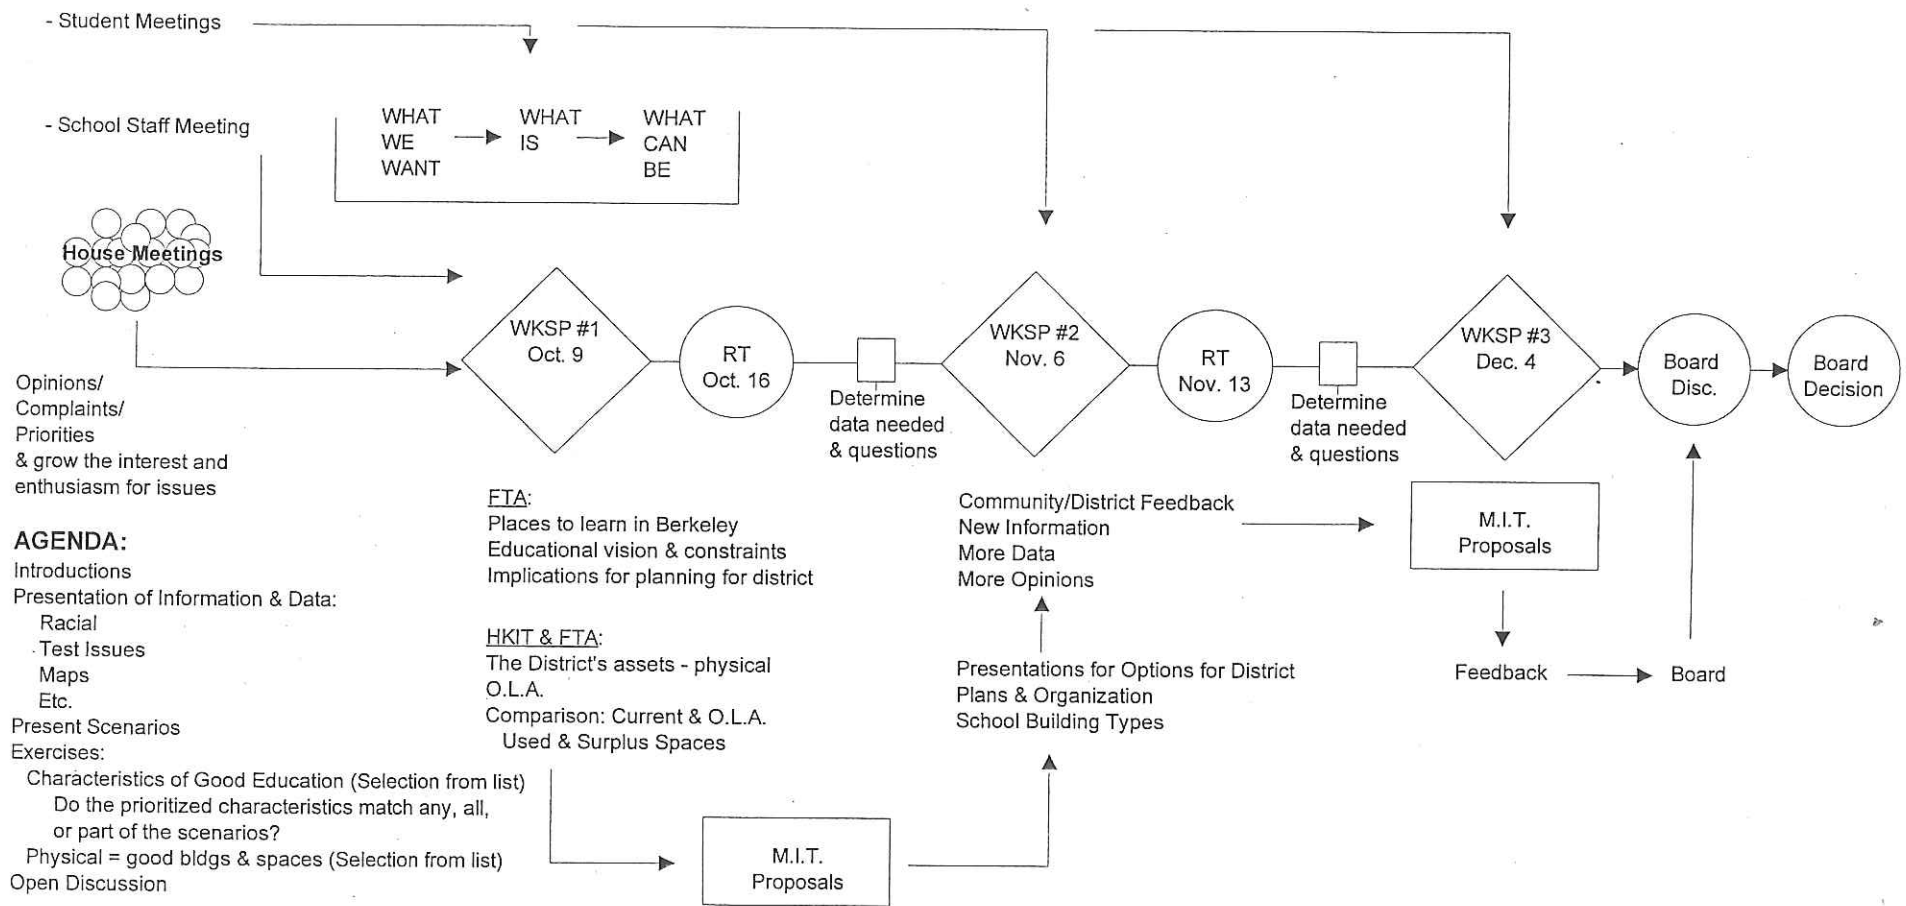 - Student Meetings
- School Staff Meeting
WHAT
WE
WANT
WHAT
IS
WHAT
CAN
BE
House Meetings
WKSP #1
Oct. 9
RT
Oct. 16
Determine
data needed
& questions
WKSP #2
Nov. 6
RT
Nov. 13
Determine
data needed
& questions
WKSP #3
Dec. 4
Board
Disc.
Board
Decision
Opinions/
Complaints/
Priorities
& grow the interest and
enthusiasm for issues
AGENDA:
Introductions
Presentation of Information & Data:
Racial
Test Issues
Maps
Etc.
Present Scenarios
Exercises:
Characteristics of Good Education (Selection from list)
Do the prioritized characteristics match any, all,
or part of the scenarios?
Physical = good bldgs & spaces (Selection from list)
Open Discussion
FTA:
Places to learn in Berkeley
Educational vision & constraints
Implications for planning for district
HKIT & FTA:
The District's assets - physical
O.L.A.
Comparison: Current & O.L.A.
Used & Surplus Spaces
M.I.T.
Proposals
Community/District Feedback
New Information
More Data
More Opinions
Presentations for Options for District
Plans & Organization
School Building Types
M.I.T.
Proposals
Feedback
Board